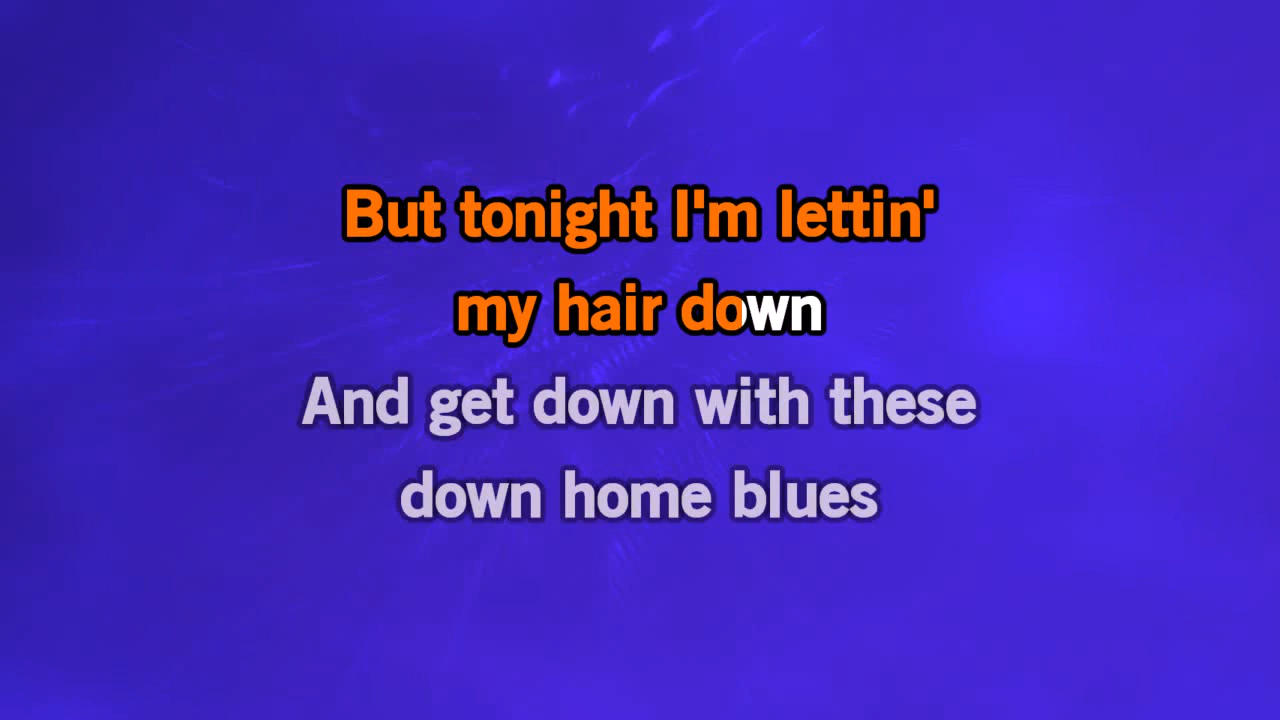 But tonight I'm lettin'
my hair down
And get down with these
down home blues